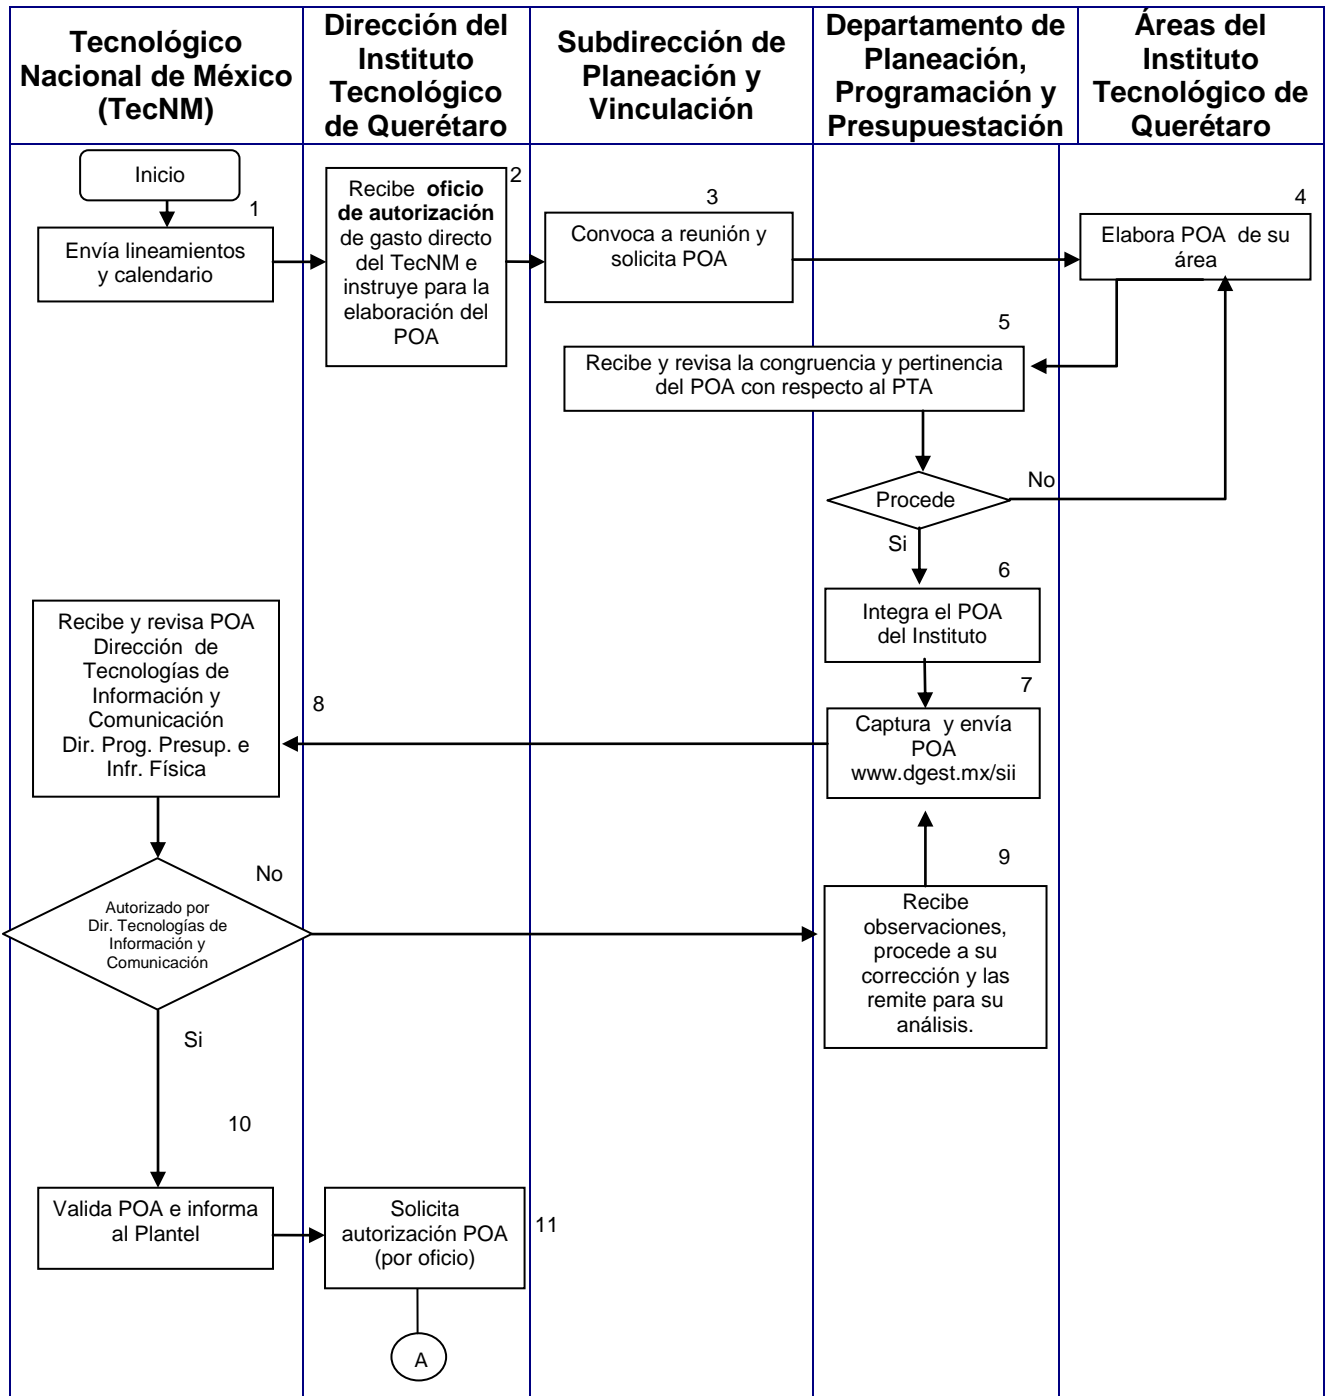 Tecnológico
Nacional de México
(TecNM)
Dirección del
Instituto
Tecnológico
de Querétaro
Subdirección de
Planeación y
Vinculación
Departamento de
Planeación,
Programación y
Presupuestación
Áreas del
Instituto
Tecnológico de
Querétaro
Inicio
1
Envía lineamientos
y calendario
2
Recibe oficio
de autorización
de gasto directo
del TecNM e
instruye para la
elaboración del
POA
3
Convoca a reunión y
solicita POA
4
Elabora POA de su
área
5
Recibe y revisa la congruencia y pertinencia
del POA con respecto al PTA
Procede
No
Si
6
Integra el POA
del Instituto
7
Captura y envía
POA
www.dgest.mx/sii
8
Recibe y revisa POA
Dirección de
Tecnologías de
Información y
Comunicación
Dir. Prog. Presup. e
Infr. Física
No
Autorizado por
Dir. Tecnologías de
Información y
Comunicación
Si
9
Recibe
observaciones,
procede a su
corrección y las
remite para su
análisis.
10
Valida POA e informa
al Plantel
11
Solicita
autorización POA
(por oficio)
A